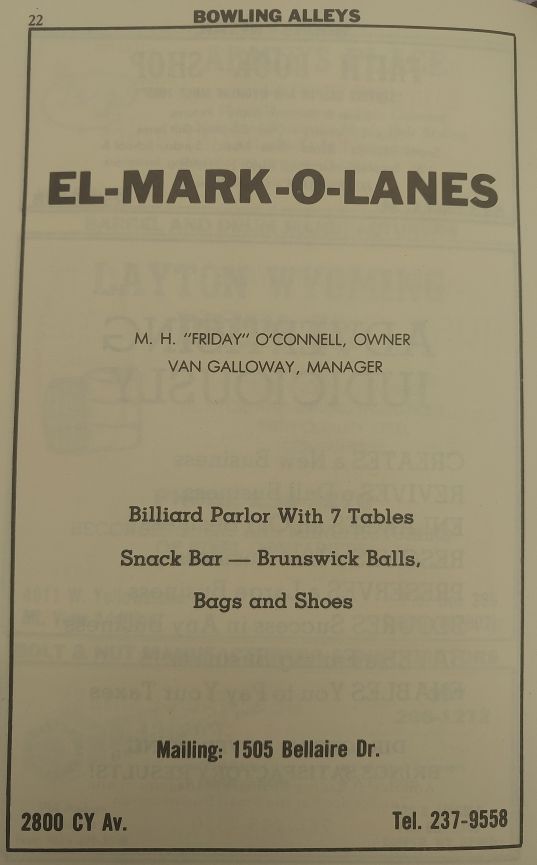 22
BOWLING ALLEYS
EL-MARK-O-LANES
M. H. "FRIDAY" O'CONNELL, OWNER
VAN GALLOWAY, MANAGER
Billiard Parlor With 7 Tables
Snack Bar — Brunswick Balls,
Bags and Shoes
Mailing: 1505 Bellaire Dr.
2800 CY Av.
Tel. 237-9558